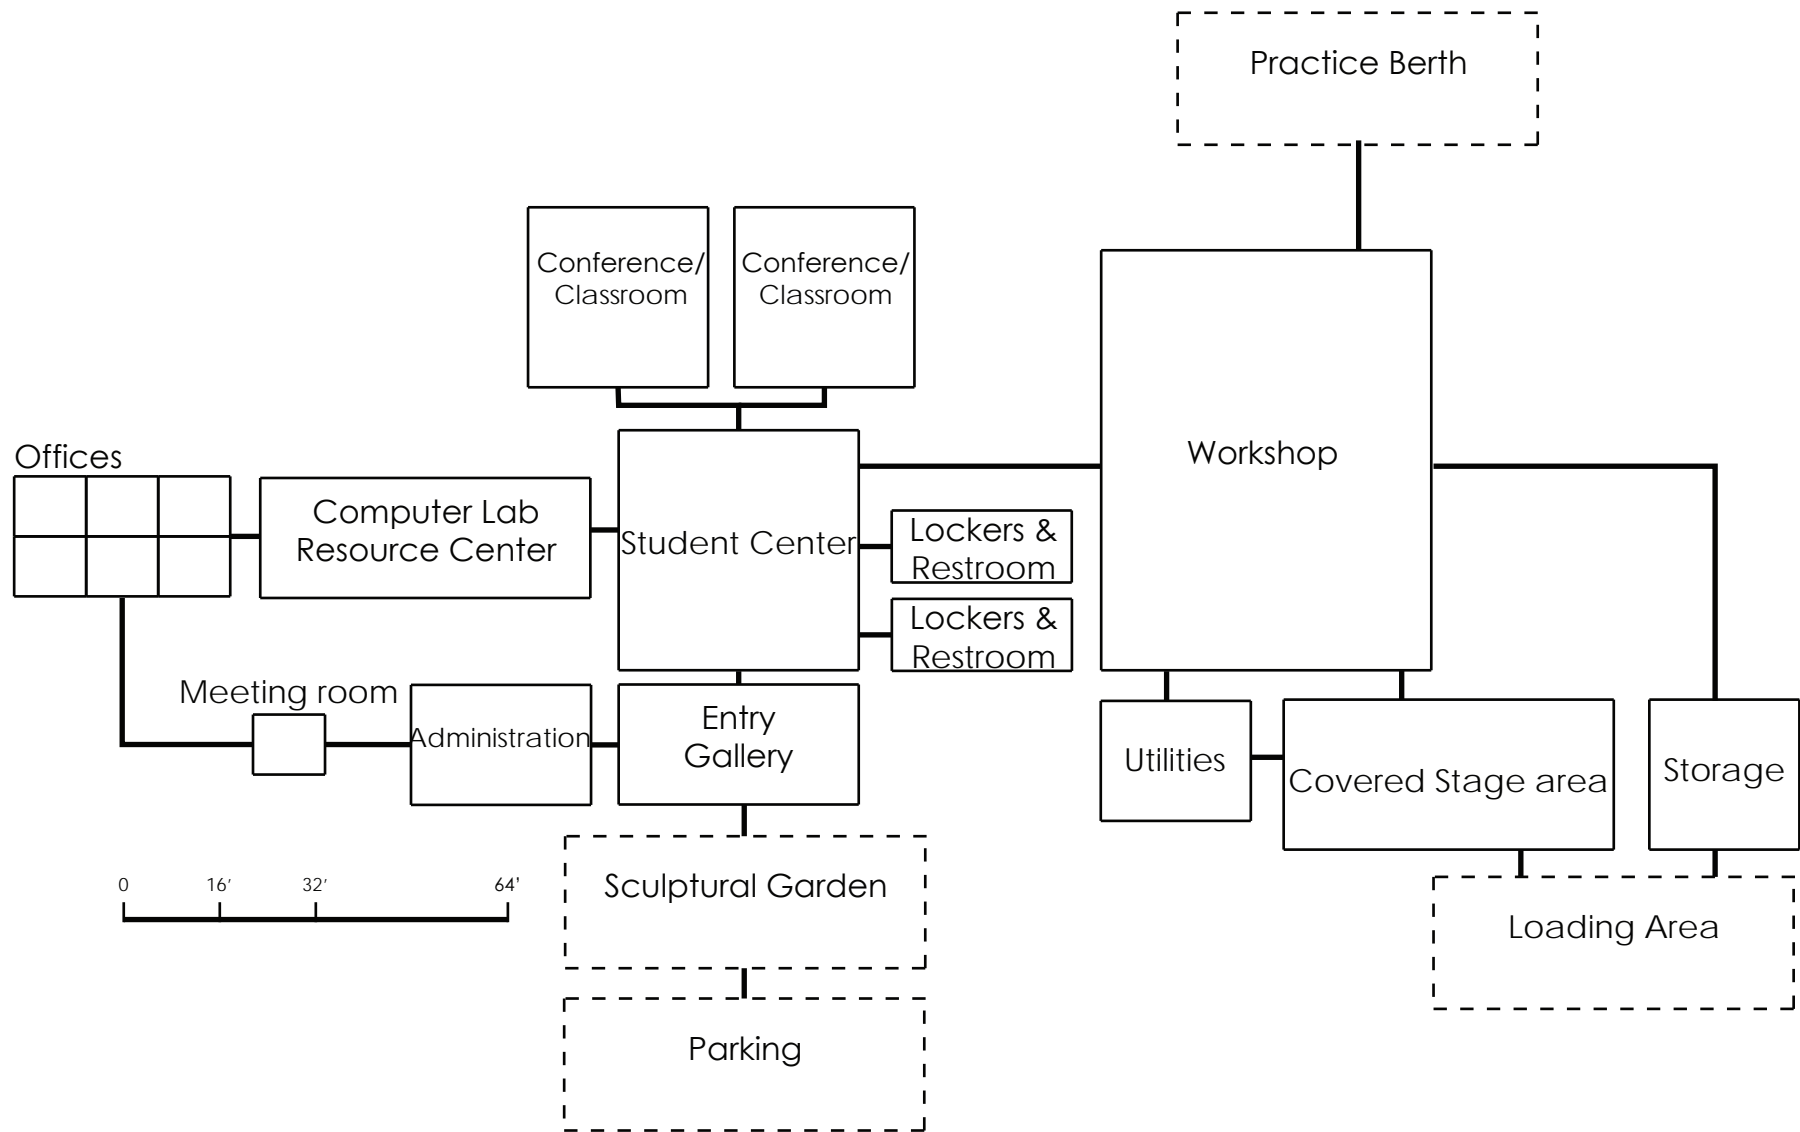 Practice Berth
Conference/
Classroom
Conference/
Classroom
Workshop
Offices
Computer Lab
Resource Center
Student Center
Lockers &
Restroom
Lockers &
Restroom
Meeting room
Administration
Entry
Gallery
Utilities
Covered Stage area
Storage
0 16' 32' 64'
Sculptural Garden
Loading Area
Parking